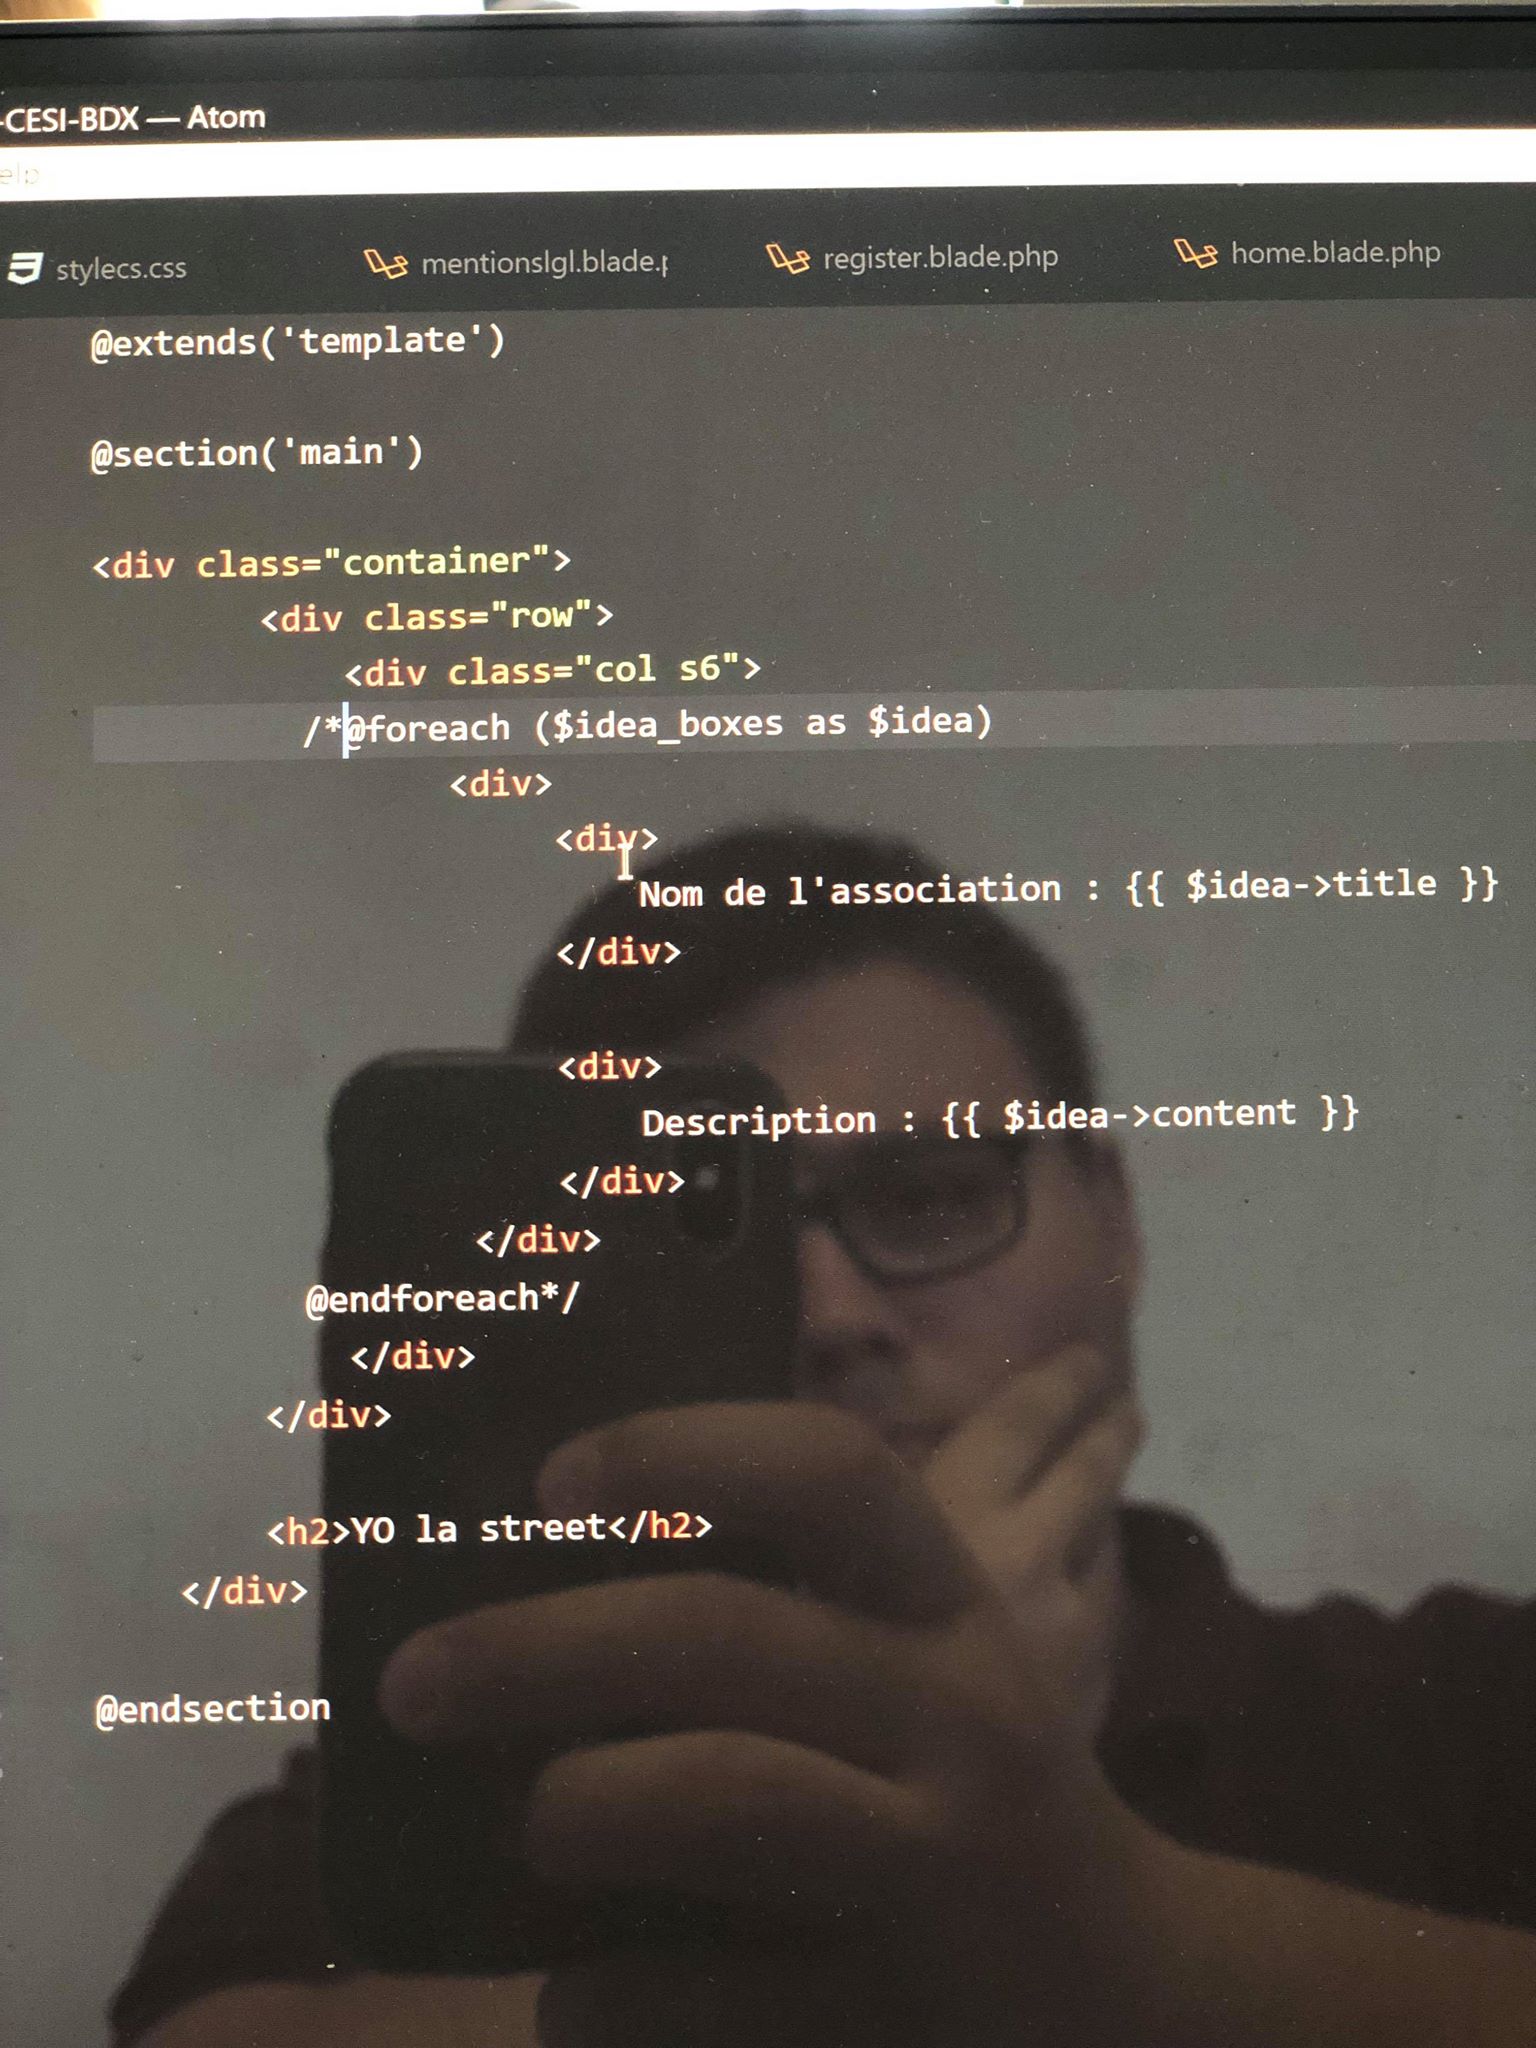 -CESI-BDX — Atom
elp
stylecs.css mentionslgl.blade.p register.blade.php home.blade.php
@extends('template')
@section('main')
<div class="container">
<div class="row">
<div class="col s6">
/*@foreach ($idea_boxes as $idea)
<div>
<div>
Nom de l'association : {{ $idea->title }}
</div>
<div>
Description : {{ $idea->content }}
</div>
</div>
@endforeach*/
</div>
</div>
<h2>YO la street</h2>
</div>
@endsection